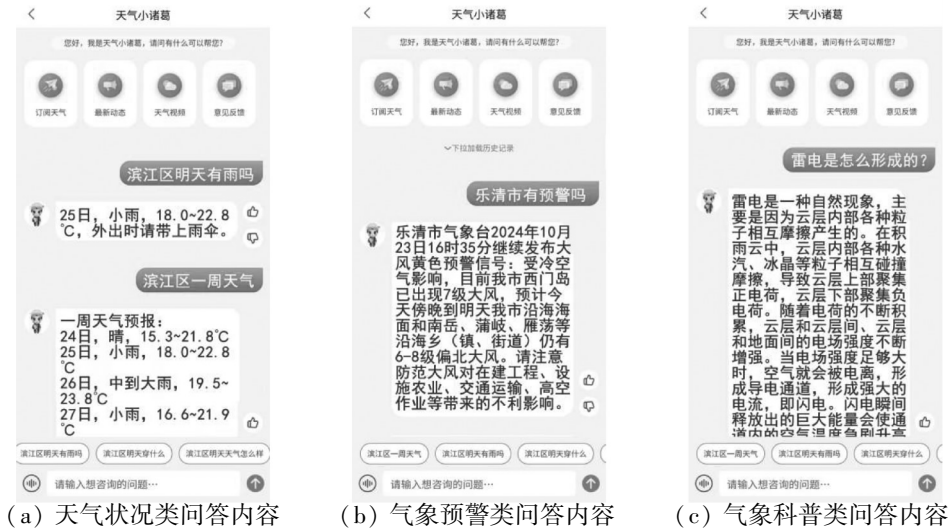 天气小诸葛
您好，我是天气小诸葛，请问有什么可以帮您？
订阅天气
最新动态
天气视频
意见反馈
滨江区明天有雨吗
25日，小雨，18.0~22.8
℃，外出时请带上雨伞。
滨江区一周天气
一周天气预报：
24日，晴，15.3~21.8℃
25日，小雨，18.0~22.8
℃
26日，中到大雨，19.5~
23.8℃
27日，小雨，16.6~21.9
℃
滨江区明天有雨吗
滨江区明天穿什么
滨江区明天天气怎么样
请输入想咨询的问题…
(a) 天气状况类问答内容
天气小诸葛
您好，我是天气小诸葛，请问有什么可以帮您？
订阅天气
最新动态
天气视频
意见反馈
下拉加载历史记录
乐清市有预警吗
乐清市气象台2024年10月
23日16时35分继续发布大
风黄色预警信号：受冷空
气影响，目前我市西门岛
已出现7级大风，预计今
天傍晚到明天我市沿海海
面和南岳、蒲岐、雁荡等
沿海乡（镇、街道）仍有
6-8级偏北大风。请注意
防范大风对在建工程、设
施农业、交通运输、高空
作业等带来的不利影响。
滨江区一周天气
滨江区明天有雨吗
滨江区明天穿什么
请输入想咨询的问题…
(b) 气象预警类问答内容
天气小诸葛
您好，我是天气小诸葛，请问有什么可以帮您？
订阅天气
最新动态
天气视频
意见反馈
雷电是怎么形成的？
雷电是一种自然现象，主
要是因为云层内部各种粒
子相互摩擦产生的。在积
雨云中，云层内部各种水
汽、冰晶等粒子相互碰撞
摩擦，导致云层上部聚集
正电荷，云层下部聚集负
电荷。随着电荷的不断积
累，云层和云层间、云层
和地面间的电场强度不断
增强。当电场强度足够大
时，空气就会被电离，形
成导电通道，形成强大的
电流，即闪电。闪电瞬间
释放出的巨大能量会使通
道内的空气温度急剧升高
滨江区一周天气
滨江区明天有雨吗
滨江区明天穿什么
请输入想咨询的问题…
(c) 气象科普类问答内容